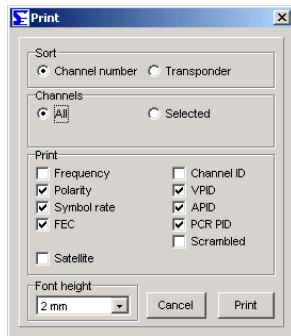 Print
Sort
Channel number Transponder
Channels
All Selected
Print
Frequency Channel ID
Polarity VPID
Symbol rate APID
FEC PCR PID
Scrambled
Satellite
Font height
2 mm Cancel Print